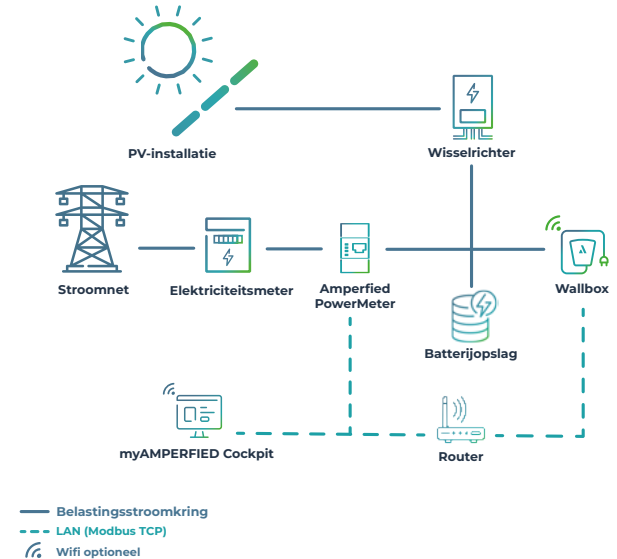 PV-installatie
Wisselrichter
Stroomnet
Elektriciteitsmeter
Amperfied
PowerMeter
Wallbox
Batterijopslag
myAMPERFIED Cockpit
Router
Belastingsstroomkring
LAN (Modbus TCP)
Wifi optioneel